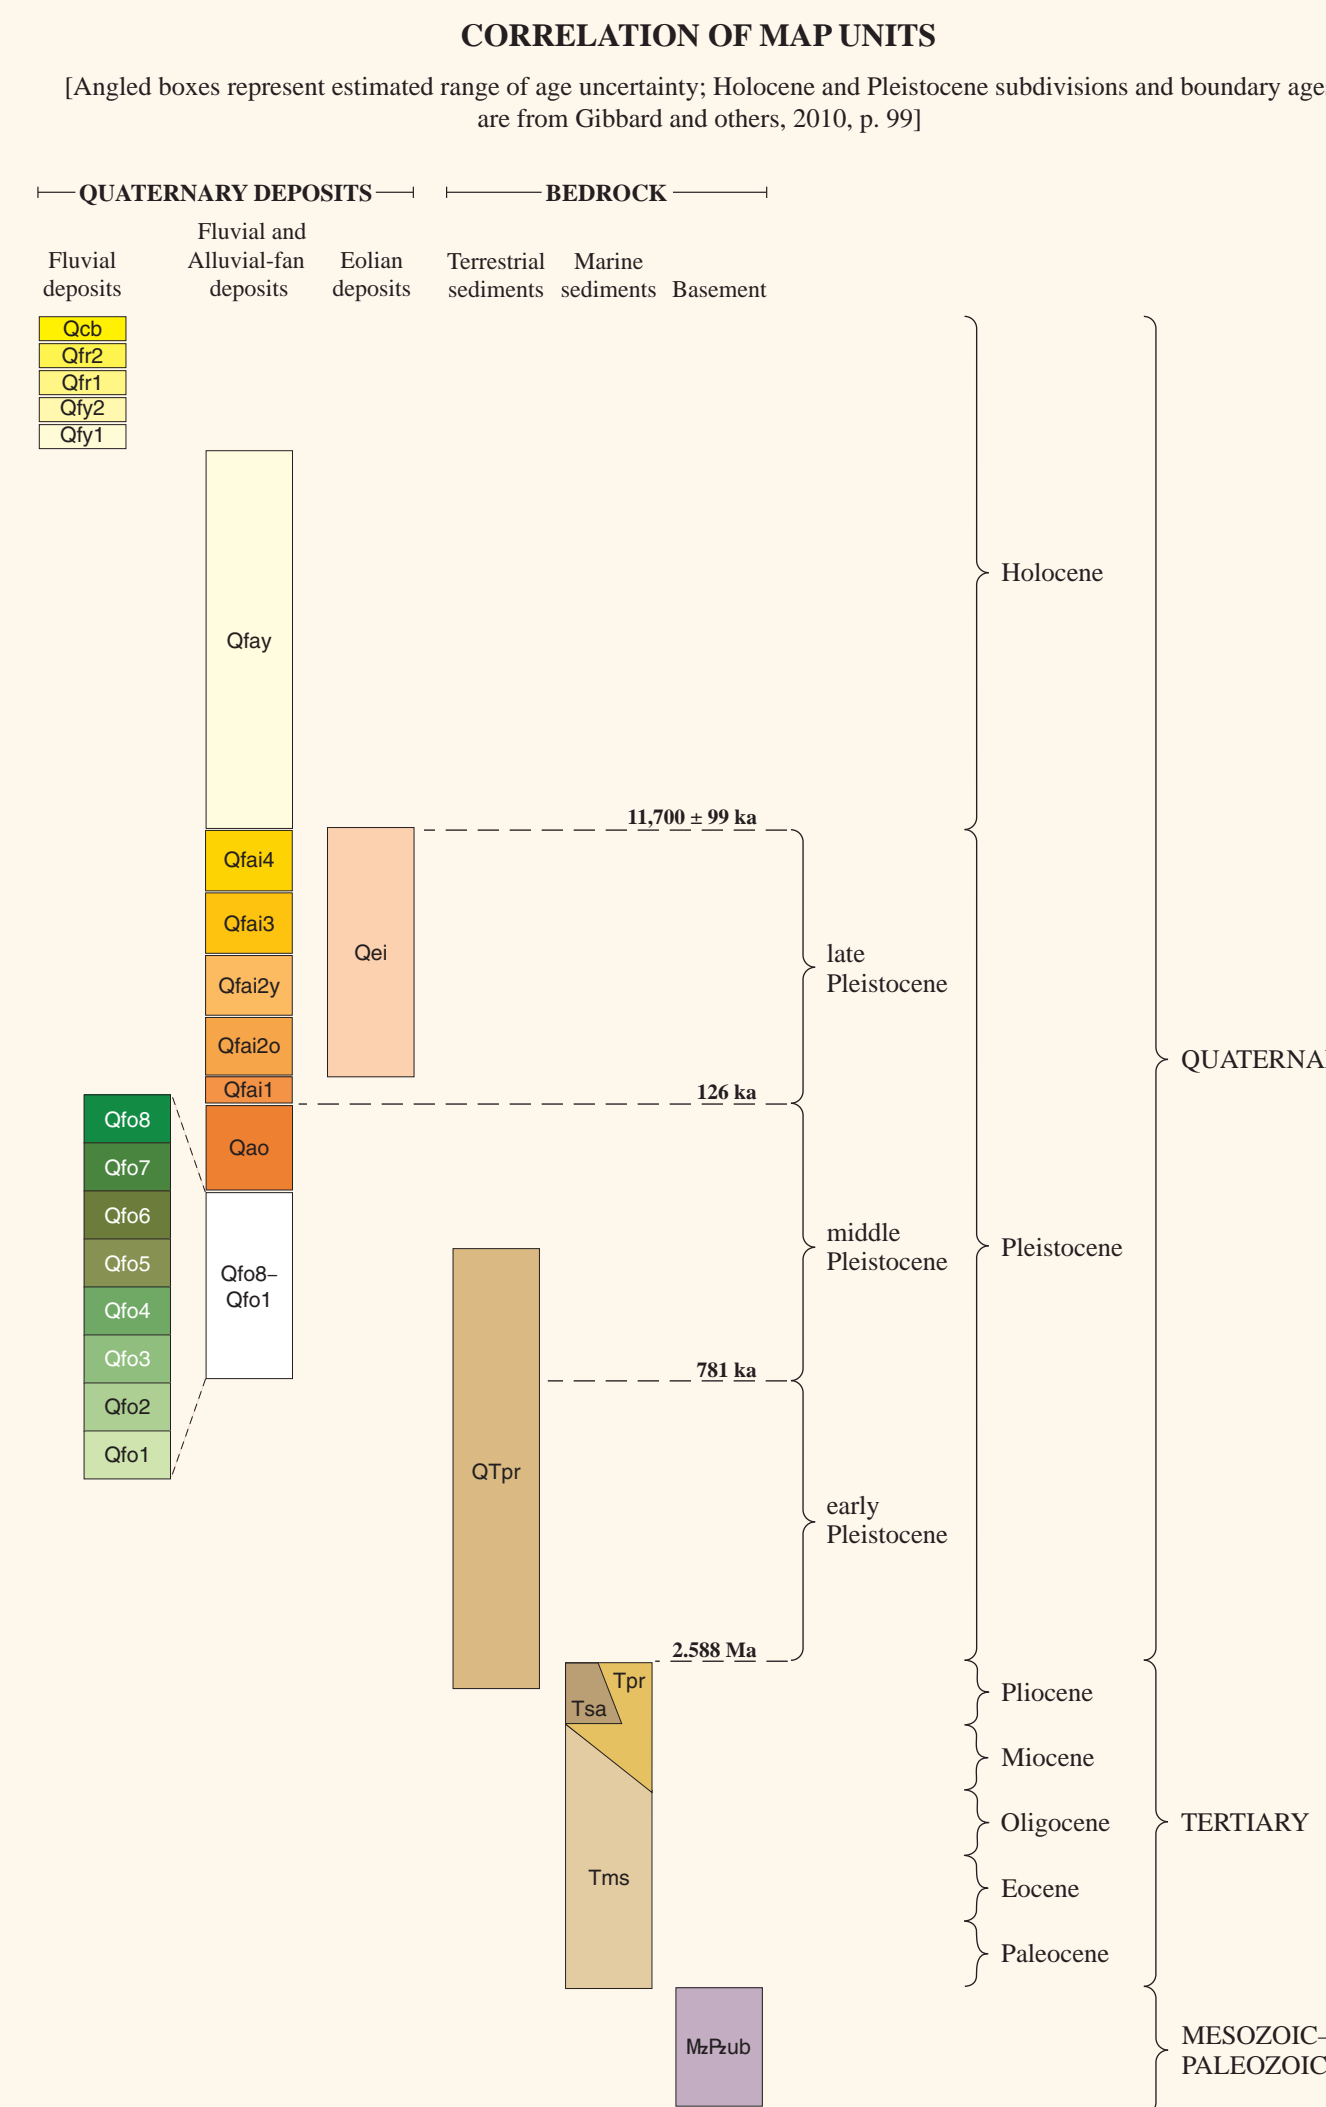 CORRELATION OF MAP UNITS
[Angled boxes represent estimated range of age uncertainty; Holocene and Pleistocene subdivisions and boundary age
are from Gibbard and others, 2010, p. 99]
QUATERNARY DEPOSITS
BEDROCK
Fluvial
deposits
Fluvial and
Alluvial-fan
deposits
Eolian
deposits
Terrestrial
sediments
Marine
sediments
Basement
Qcb
Qfr2
Qfr1
Qfy2
Qfy1
Qfay
Holocene
11,700 ± 99 ka
Qfai4
Qfai3
Qfai2y
Qfai2o
Qfai1
Qei
late
Pleistocene
QUATERNA
126 ka
Qfo8
Qfo7
Qfo6
Qfo5
Qfo4
Qfo3
Qfo2
Qfo1
Qao
Qfo8–
Qfo1
middle
Pleistocene
Pleistocene
781 ka
QTpr
early
Pleistocene
2.588 Ma
Tpr
Tsa
Tms
Pliocene
Miocene
Oligocene
Eocene
Paleocene
TERTIARY
MzPzub
MESOZOIC–
PALEOZOIC